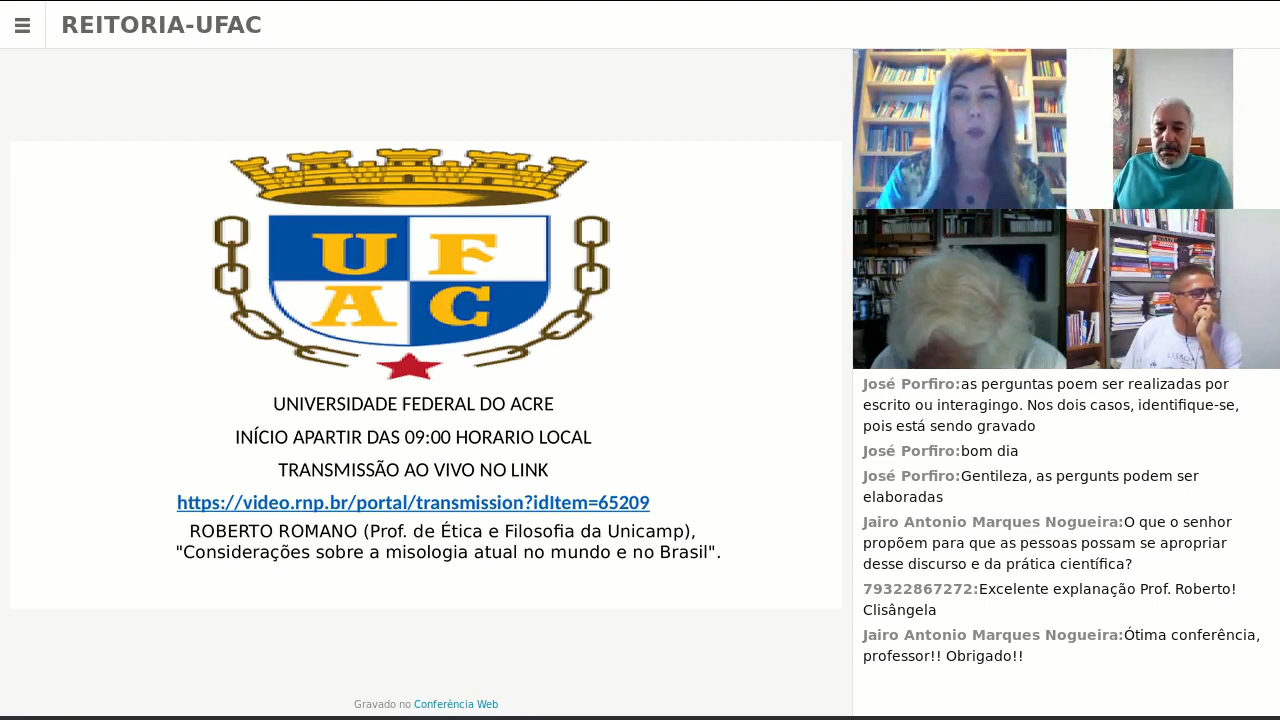 REITORIA-UFAC
U F
A C
UNIVERSIDADE FEDERAL DO ACRE
INÍCIO APARTIR DAS 09:00 HORARIO LOCAL
TRANSMISSÃO AO VIVO NO LINK
https://video.rnp.br/portal/transmission?idItem=65209
ROBERTO ROMANO (Prof. de Ética e Filosofia da Unicamp),
"Considerações sobre a misologia atual no mundo e no Brasil".
Gravado no Conferência Web
José Porfiro:as perguntas poem ser realizadas por
escrito ou interagingo. Nos dois casos, identifique-se,
pois está sendo gravado
José Porfiro:bom dia
José Porfiro:Gentileza, as pergunts podem ser
elaboradas
Jairo Antonio Marques Nogueira:O que o senhor
propõem para que as pessoas possam se apropriar
desse discurso e da prática científica?
79322867272:Excelente explanação Prof. Roberto!
Clisângela
Jairo Antonio Marques Nogueira:Ótima conferência,
professor!! Obrigado!!